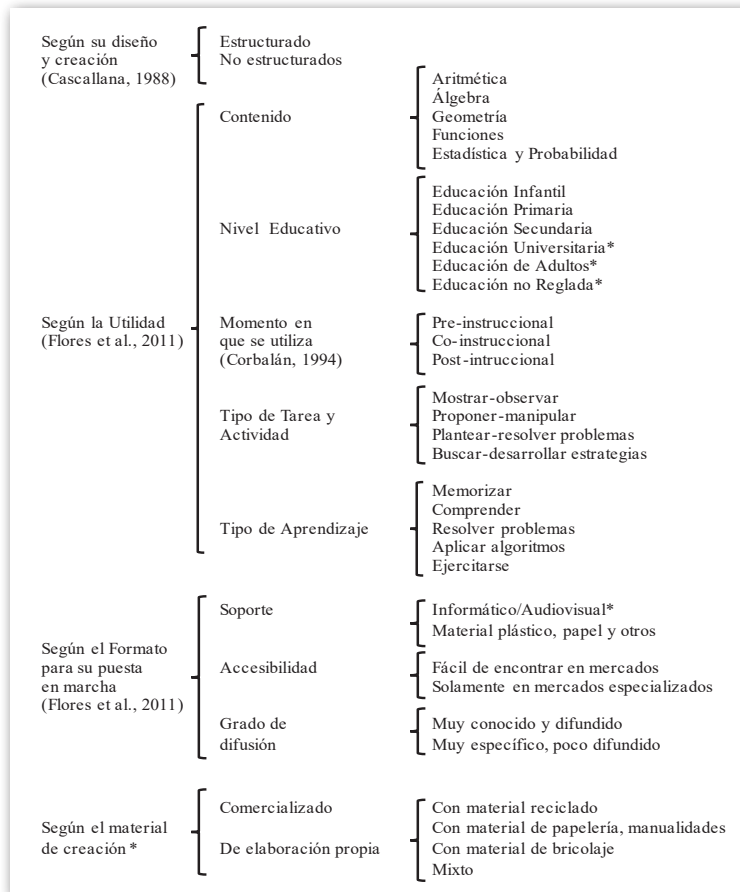 Según su diseño
y creación
(Cascallana, 1988)
Estructurado
No estructurados
Según la Utilidad
(Flores et al., 2011)
Contenido
Aritmética
Álgebra
Geometría
Funciones
Estadística y Probabilidad
Nivel Educativo
Educación Infantil
Educación Primaria
Educación Secundaria
Educación Universitaria*
Educación de Adultos*
Educación no Reglada*
Momento en
que se utiliza
(Corbalán, 1994)
Pre-instruccional
Co-instruccional
Post-intruccional
Tipo de Tarea y
Actividad
Mostrar-observar
Proponer-manipular
Plantear-resolver problemas
Buscar-desarrollar estrategias
Tipo de Aprendizaje
Memorizar
Comprender
Resolver problemas
Aplicar algoritmos
Ejercitarse
Según el Formato
para su puesta
en marcha
(Flores et al., 2011)
Soporte
Informático/Audiovisual*
Material plástico, papel y otros
Accesibilidad
Fácil de encontrar en mercados
Solamente en mercados especializados
Grado de
difusión
Muy conocido y difundido
Muy específico, poco difundido
Según el material
de creación *
Comercializado
De elaboración propia
Con material reciclado
Con material de papelería, manualidades
Con material de bricolaje
Mixto